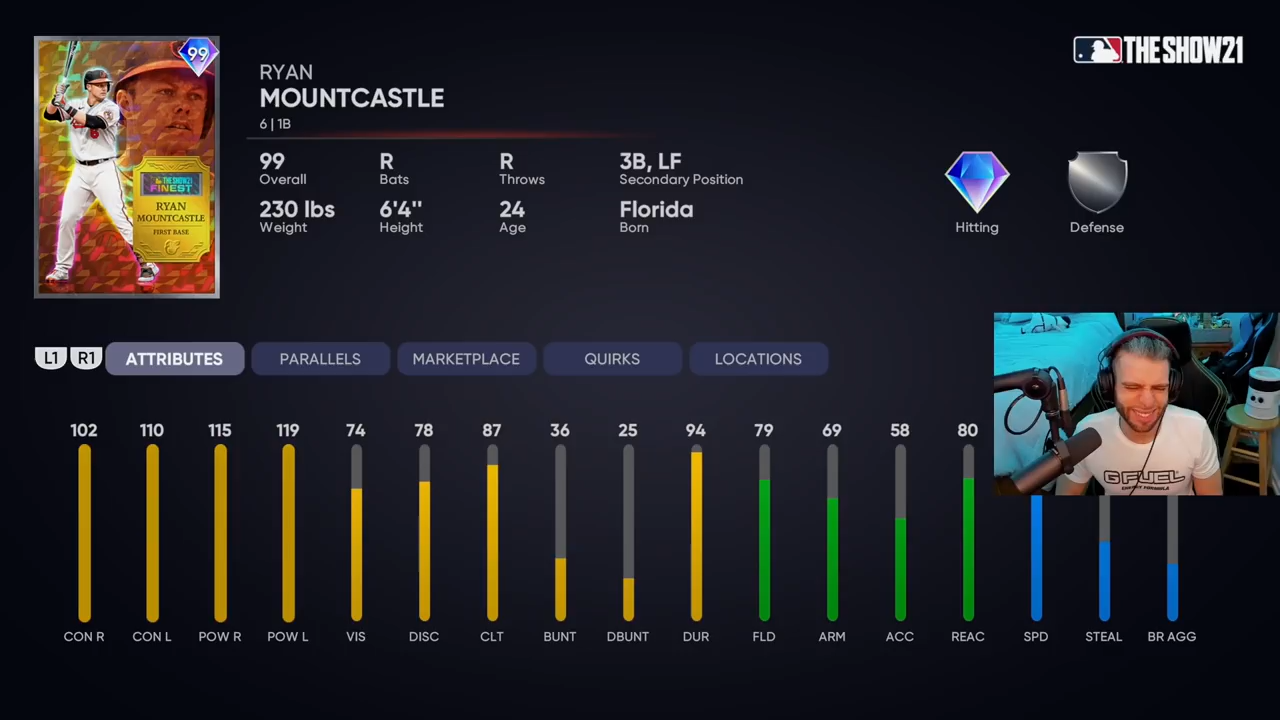 99
THE SHOW 21
FINEST
RYAN
MOUNTCASTLE
FIRST BASE
RYAN
MOUNTCASTLE
6 | 1B
99 R R 3B, LF
Overall Bats Throws Secondary Position
230 lbs 6'4'' 24 Florida
Weight Height Age Born
THE SHOW 21
Hitting Defense
L1 R1 ATTRIBUTES PARALLELS MARKETPLACE QUIRKS LOCATIONS
102 110 115 119 74 78 87 36 25 94 79 69 58 80
G FUEL
CON R CON L POW R POW L VIS DISC CLT BUNT DBUNT DUR FLD ARM ACC REAC SPD STEAL BR AGG